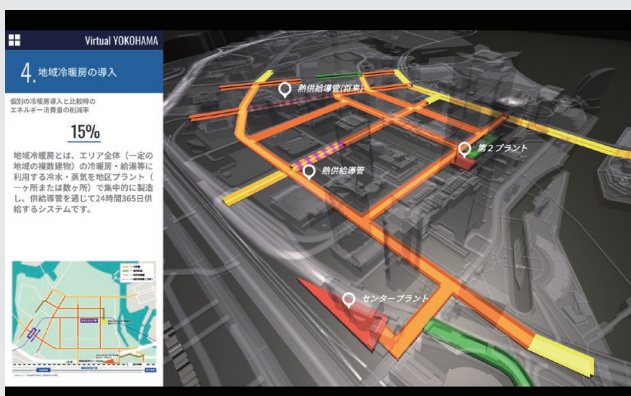 Virtual YOKOHAMA
4. 地域冷暖房の導入
個別の冷暖房導入と比較時の
エネルギー消費量の削減率
15%
地域冷暖房とは、エリア全体（一定の
地域の複数建物）の冷暖房・給湯等に
利用する冷水・蒸気を地区プラント（
一ヶ所または数ヶ所）で集中的に製造
し、供給導管を通じて24時間365日供
給するシステムです。
熱供給導管(将来)
第２プラント
熱供給導管
センタープラント